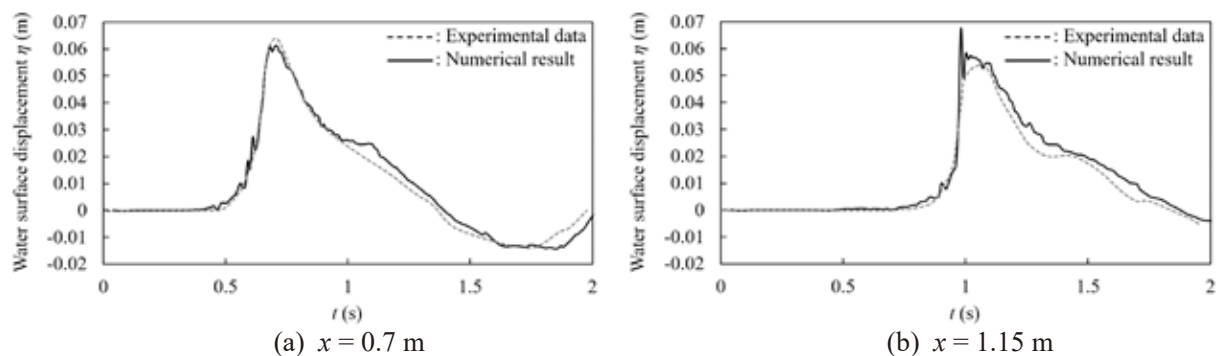 Water surface displacement η (m)
0.07
0.06
0.05
0.04
0.03
0.02
0.01
0
-0.01
-0.02
0 0.5 1 1.5 2
t (s)
: Experimental data
: Numerical result
(a) x = 0.7 m
Water surface displacement η (m)
0.07
0.06
0.05
0.04
0.03
0.02
0.01
0
-0.01
-0.02
0 0.5 1 1.5 2
t (s)
: Experimental data
: Numerical result
(b) x = 1.15 m